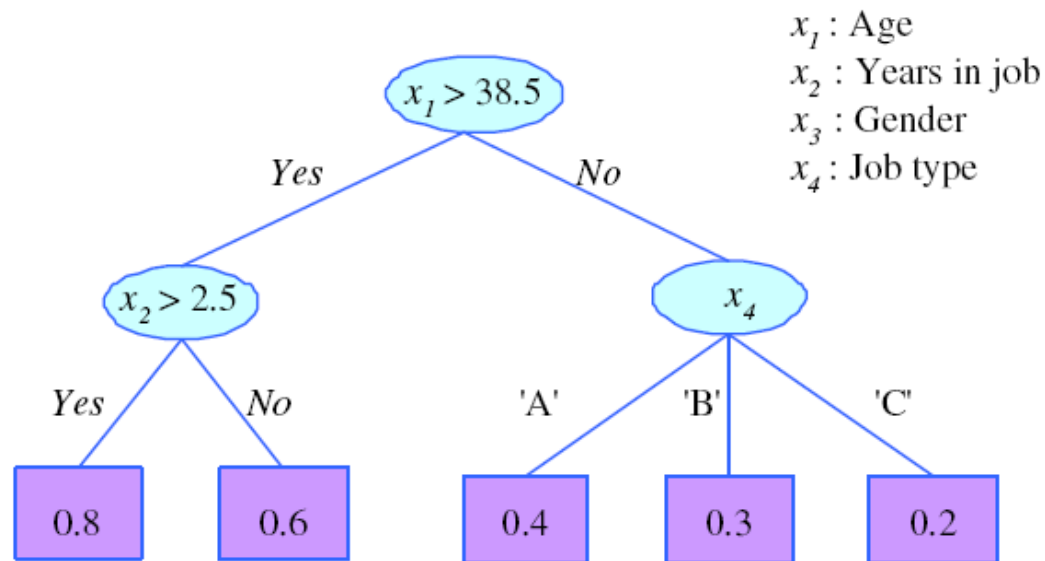 x₁ : Age
x₂ : Years in job
x₃ : Gender
x₄ : Job type
x₁ > 38.5
Yes
No
x₂ > 2.5
x₄
Yes
No
'A'
'B'
'C'
0.8
0.6
0.4
0.3
0.2